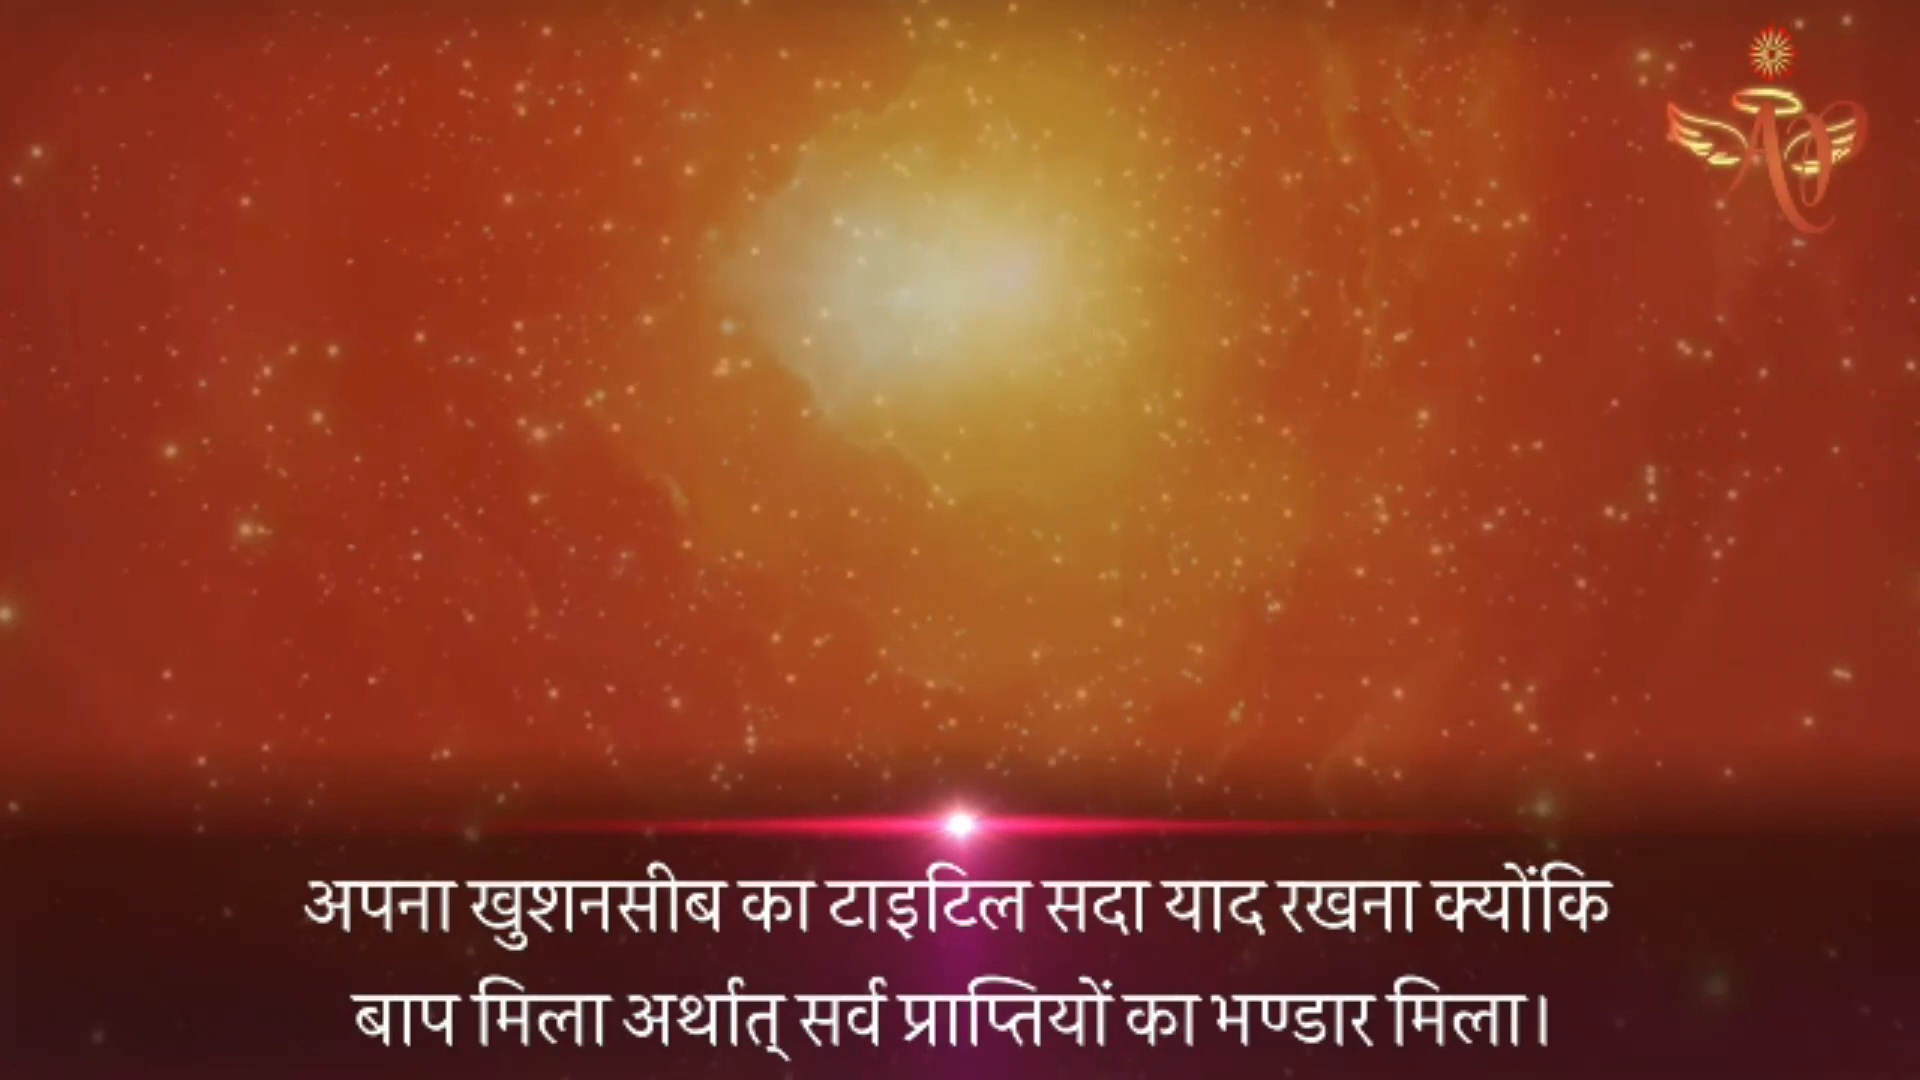 अपना खुशनसीब का टाइटिल सदा याद रखना क्योंकि
बाप मिला अर्थात् सर्व प्राप्तियों का भण्डार मिला।